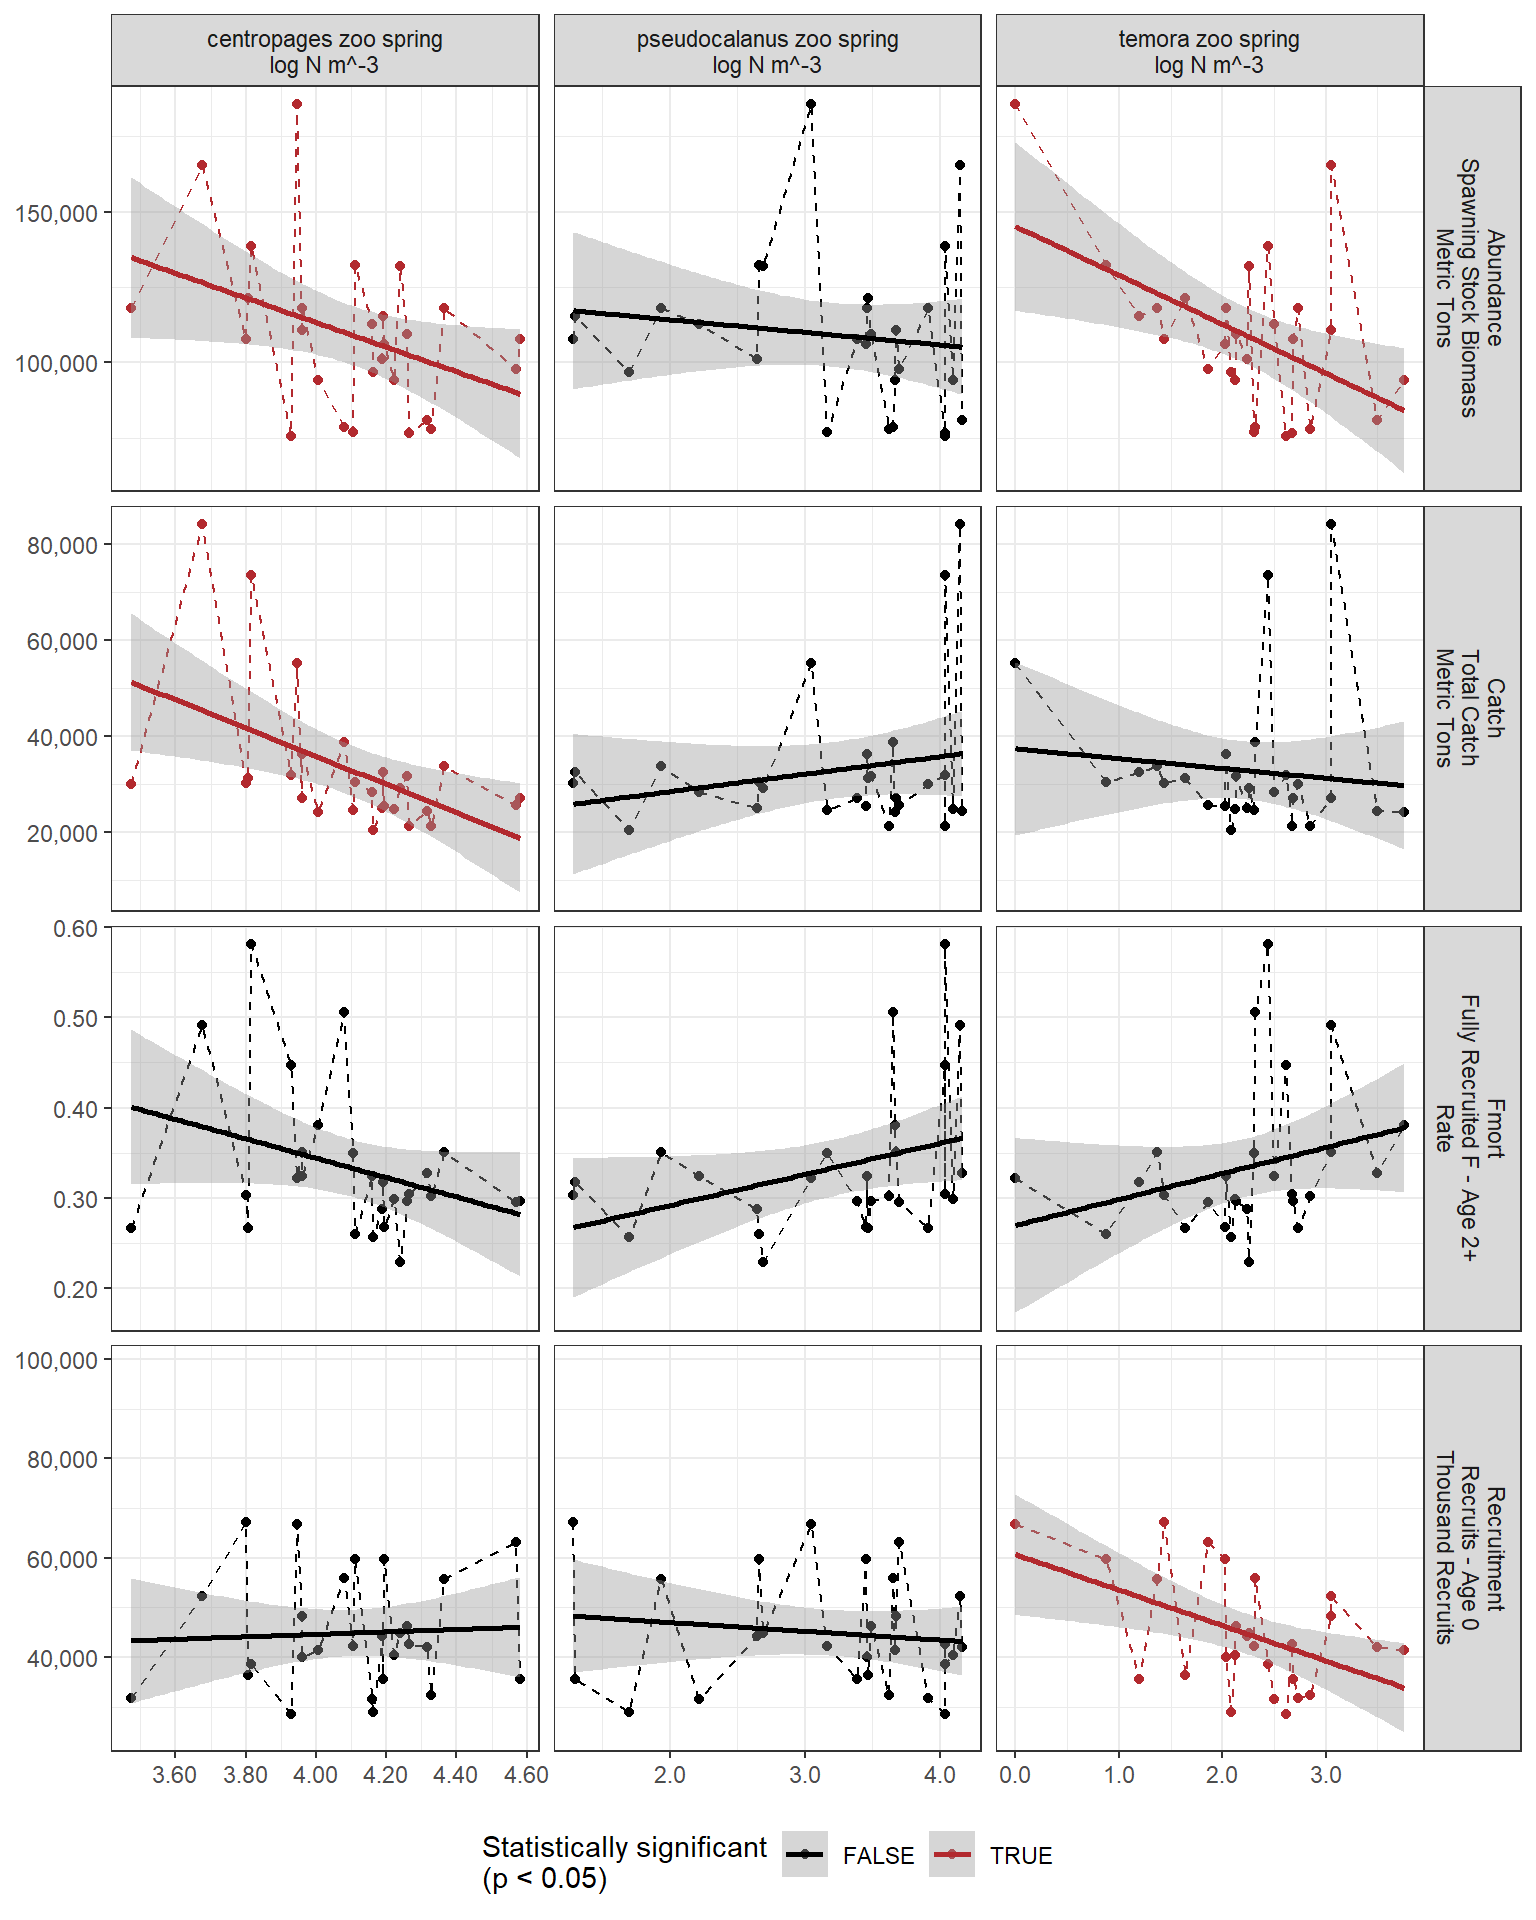 centropages zoo spring
log N m^-3
pseudocalanus zoo spring
log N m^-3
temora zoo spring
log N m^-3
150,000
100,000
Abundance
Spawning Stock Biomass
Metric Tons
80,000
60,000
40,000
20,000
Catch
Total Catch
Metric Tons
0.60
0.50
0.40
0.30
0.20
Fmort
Fully Recruited F - Age 2+
Rate
100,000
80,000
60,000
40,000
Recruitment
Recruits - Age 0
Thousand Recruits
3.60 3.80 4.00 4.20 4.40 4.60
2.0 3.0 4.0
0.0 1.0 2.0 3.0
Statistically significant
(p < 0.05)
FALSE
TRUE